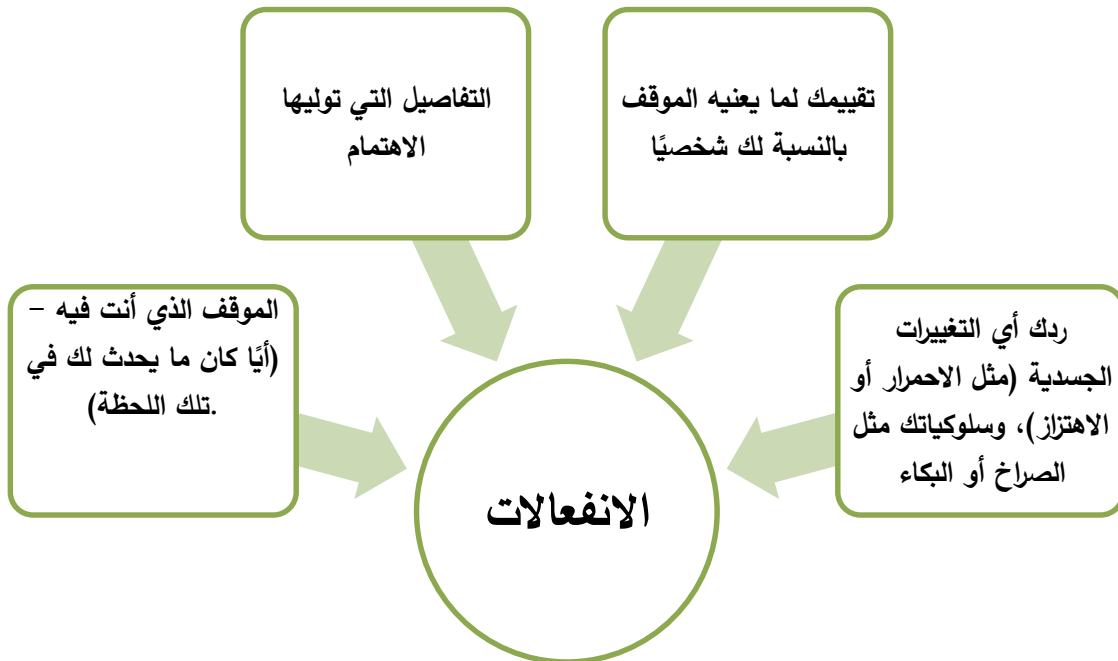 تقييمك لما يعنيه الموقف
بالنسبة لك شخصيًا
التفاصيل التي توليها
الاهتمام
ردك أي التغييرات
الجسدية (مثل الاحمرار أو
الاهتزاز)، وسلوكياتك مثل
الصراخ أو البكاء
الموقف الذي أنت فيه –
(أيًا كان ما يحدث لك في
تلك اللحظة).
الانفعالات